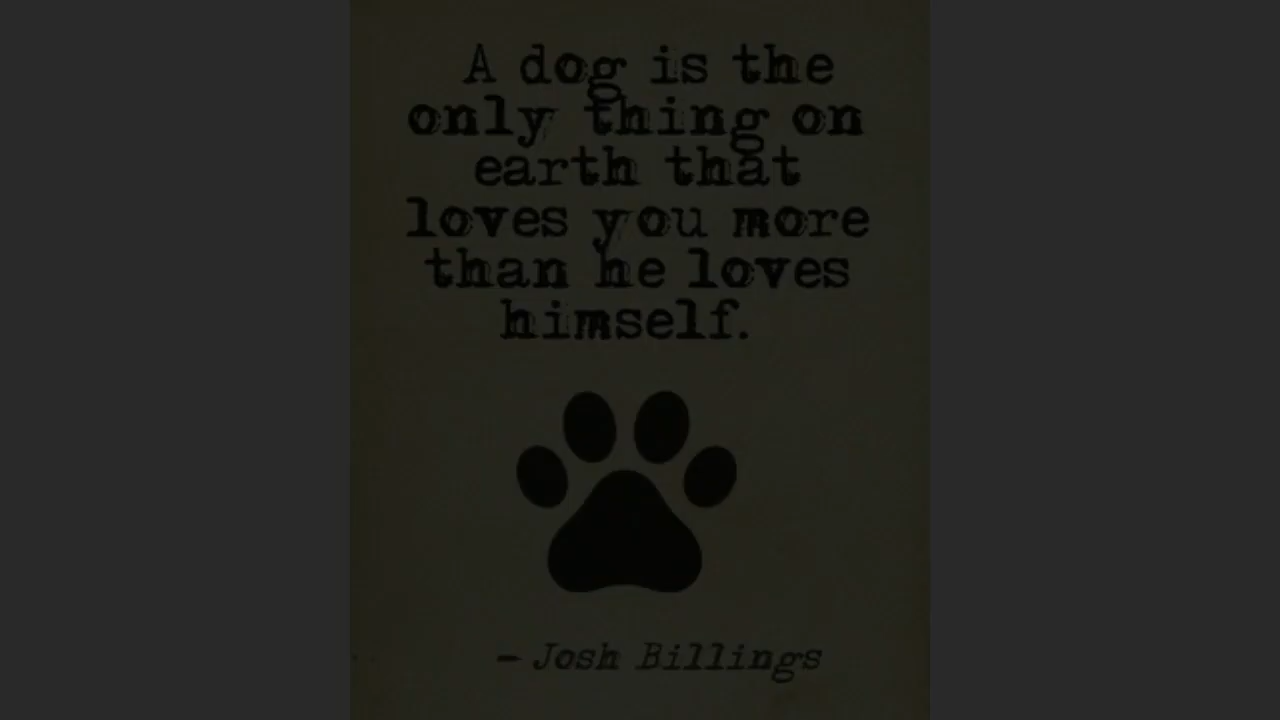 A dog is the
only thing on
earth that
loves you more
than he loves
himself.
– Josh Billings